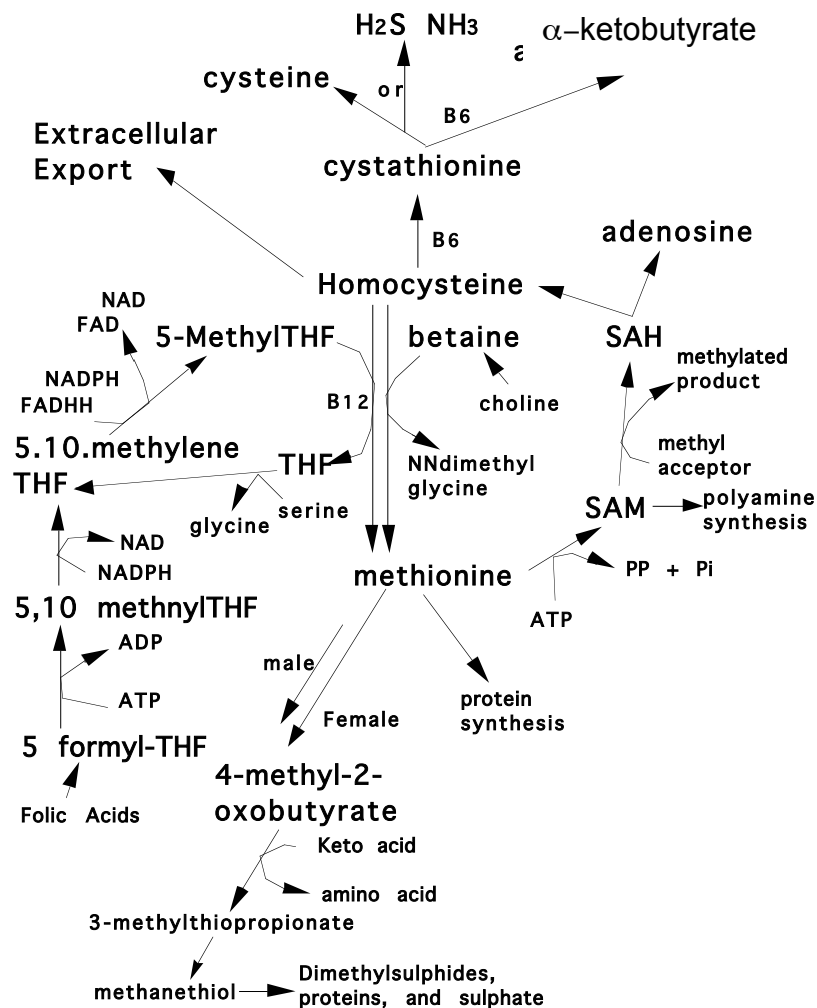 H2S NH3
a α–ketobutyrate
cysteine
or
B6
Extracellular
Export
cystathionine
B6
adenosine
Homocysteine
NAD
FAD
5-MethylTHF
betaine
SAH
methylated
product
NADPH
FADHH
B12
choline
5.10.methylene
THF
THF
NNdimethyl
glycine
methyl
acceptor
glycine
serine
SAM
polyamine
synthesis
NAD
NADPH
methionine
PP + Pi
5,10 methnylTHF
ATP
ADP
male
ATP
protein
synthesis
Female
5 formyl-THF
4-methyl-2-
oxobutyrate
Folic Acids
Keto acid
amino acid
3-methylthiopropionate
methanethiol
Dimethylsulphides,
proteins, and sulphate